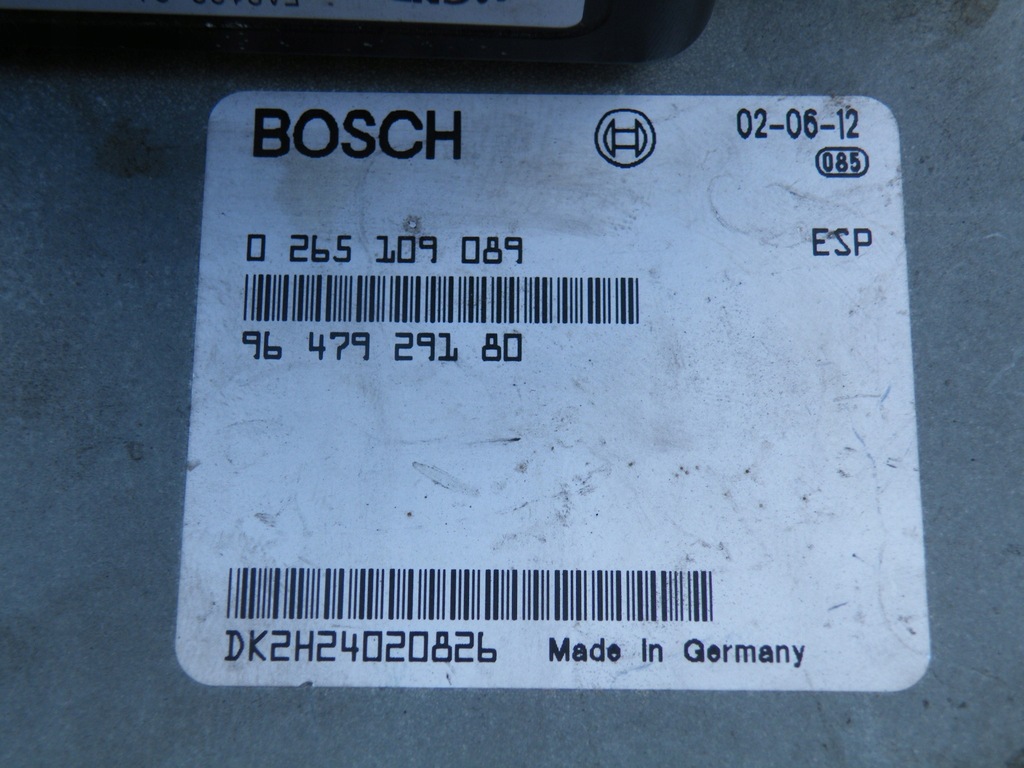 BOSCH
02-06-12
085
0 265 109 089
ESP
96 479 291 80
DK2H24020826
Made in Germany